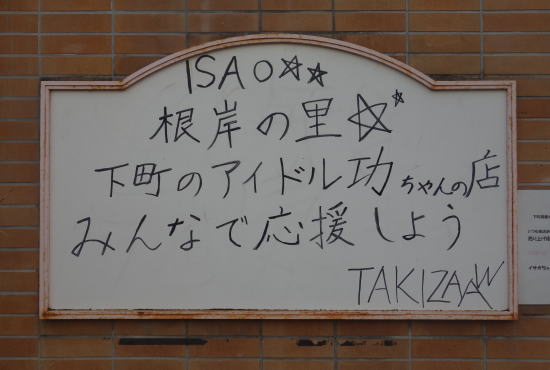 ISAO☆☆
根岸の里☆☆
下町のアイドル功ちゃんの店
みんなで応援しよう